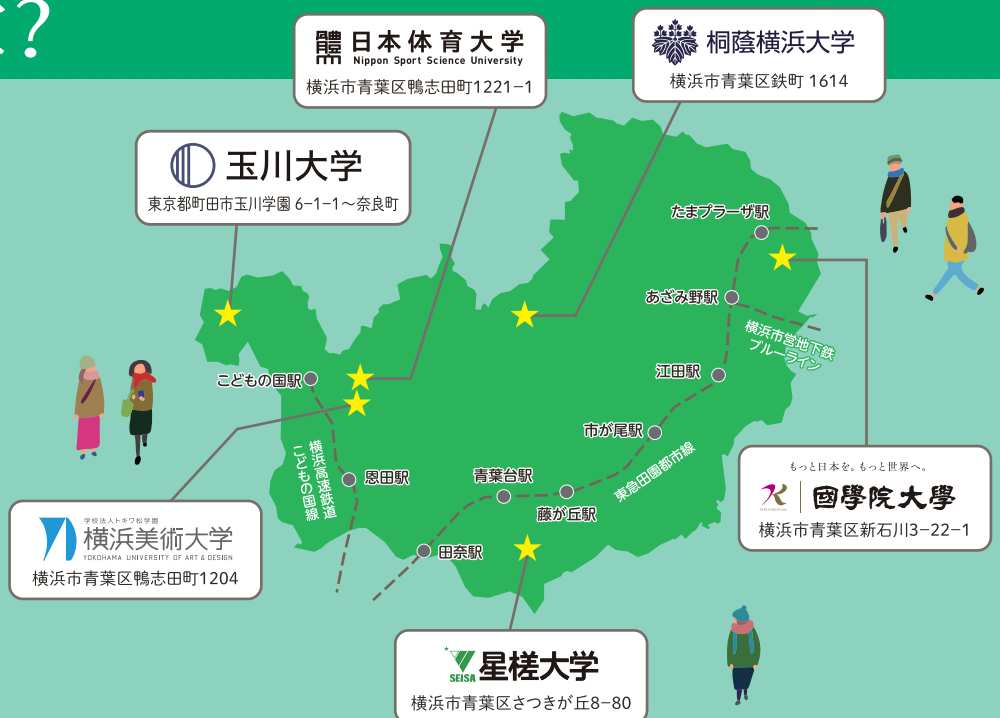 ？
體育 日本体育大学
Nippon Sport Science University
横浜市青葉区鴨志田町1221−1
桐蔭横浜大学
横浜市青葉区鉄町 1614
玉川大学
東京都町田市玉川学園 6−1−1〜奈良町
たまプラーザ駅
あざみ野駅
横浜市営地下鉄
ブルーライン
江田駅
こどもの国駅
市が尾駅
横浜高速鉄道
こどもの国線
恩田駅
青葉台駅
藤が丘駅
東急田園都市線
田奈駅
もっと日本を。もっと世界へ。
國學院大學
横浜市青葉区新石川3−22−1
学校法人トキワ松学園
横浜美術大学
YOKOHAMA UNIVERSITY OF ART & DESIGN
横浜市青葉区鴨志田町1204
SEISA 星槎大学
横浜市青葉区さつきが丘8−80